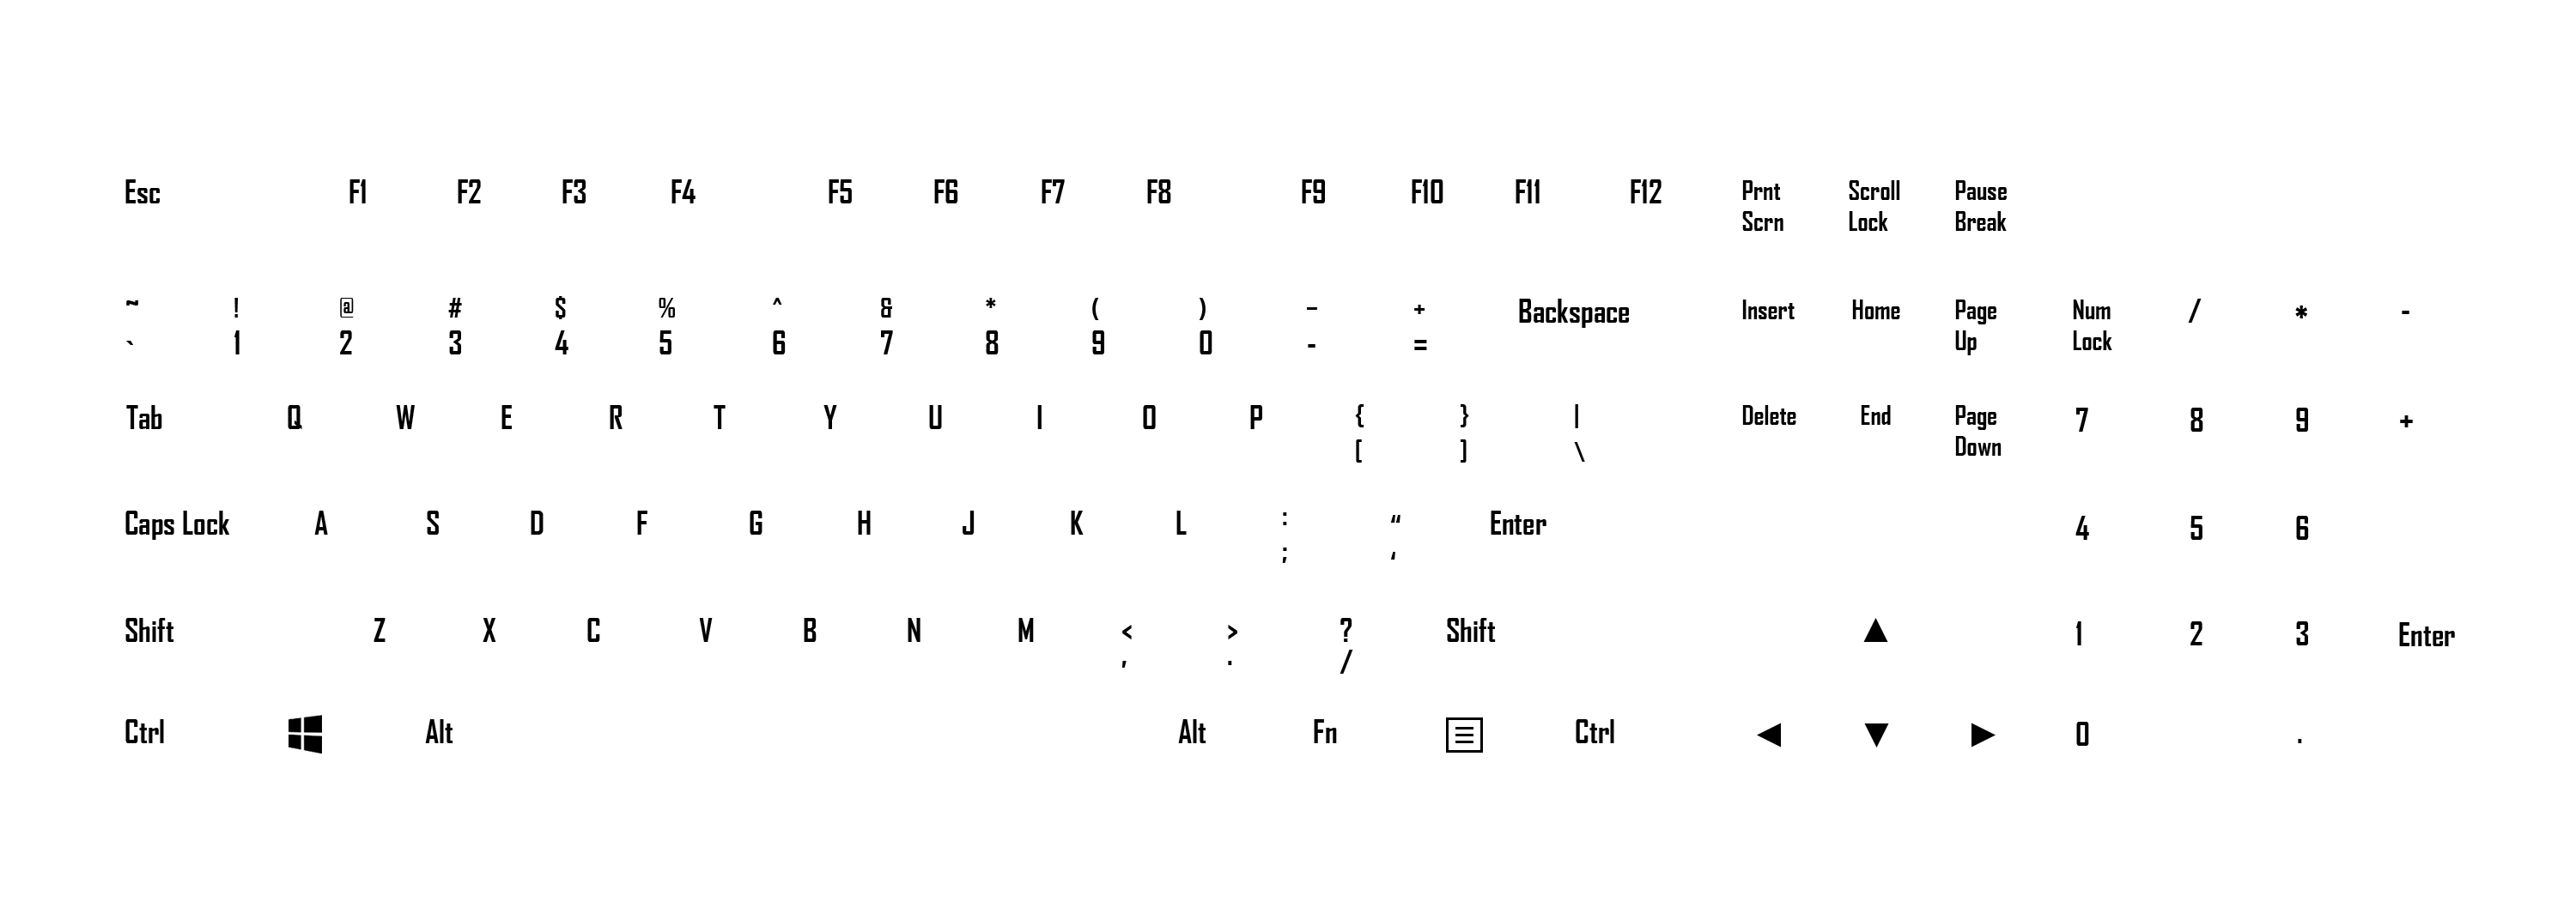 Esc F1 F2 F3 F4 F5 F6 F7 F8 F9 F10 F11 F12 Prnt Scroll Pause
Scrn Lock Break
~ ! @ # $ % ^ & * ( ) – + Backspace Insert Home Page Num / * -
` 1 2 3 4 5 6 7 8 9 0 - = Up Lock
Tab Q W E R T Y U I O P { } | Delete End Page 7 8 9 +
[ ] \ Down
Caps Lock A S D F G H J K L : “ Enter 4 5 6
; ‘
Shift Z X C V B N M < > ? Shift ▲ 1 2 3 Enter
, . /
Ctrl Alt Alt Fn Ctrl ◀ ▼ ▶ 0 .